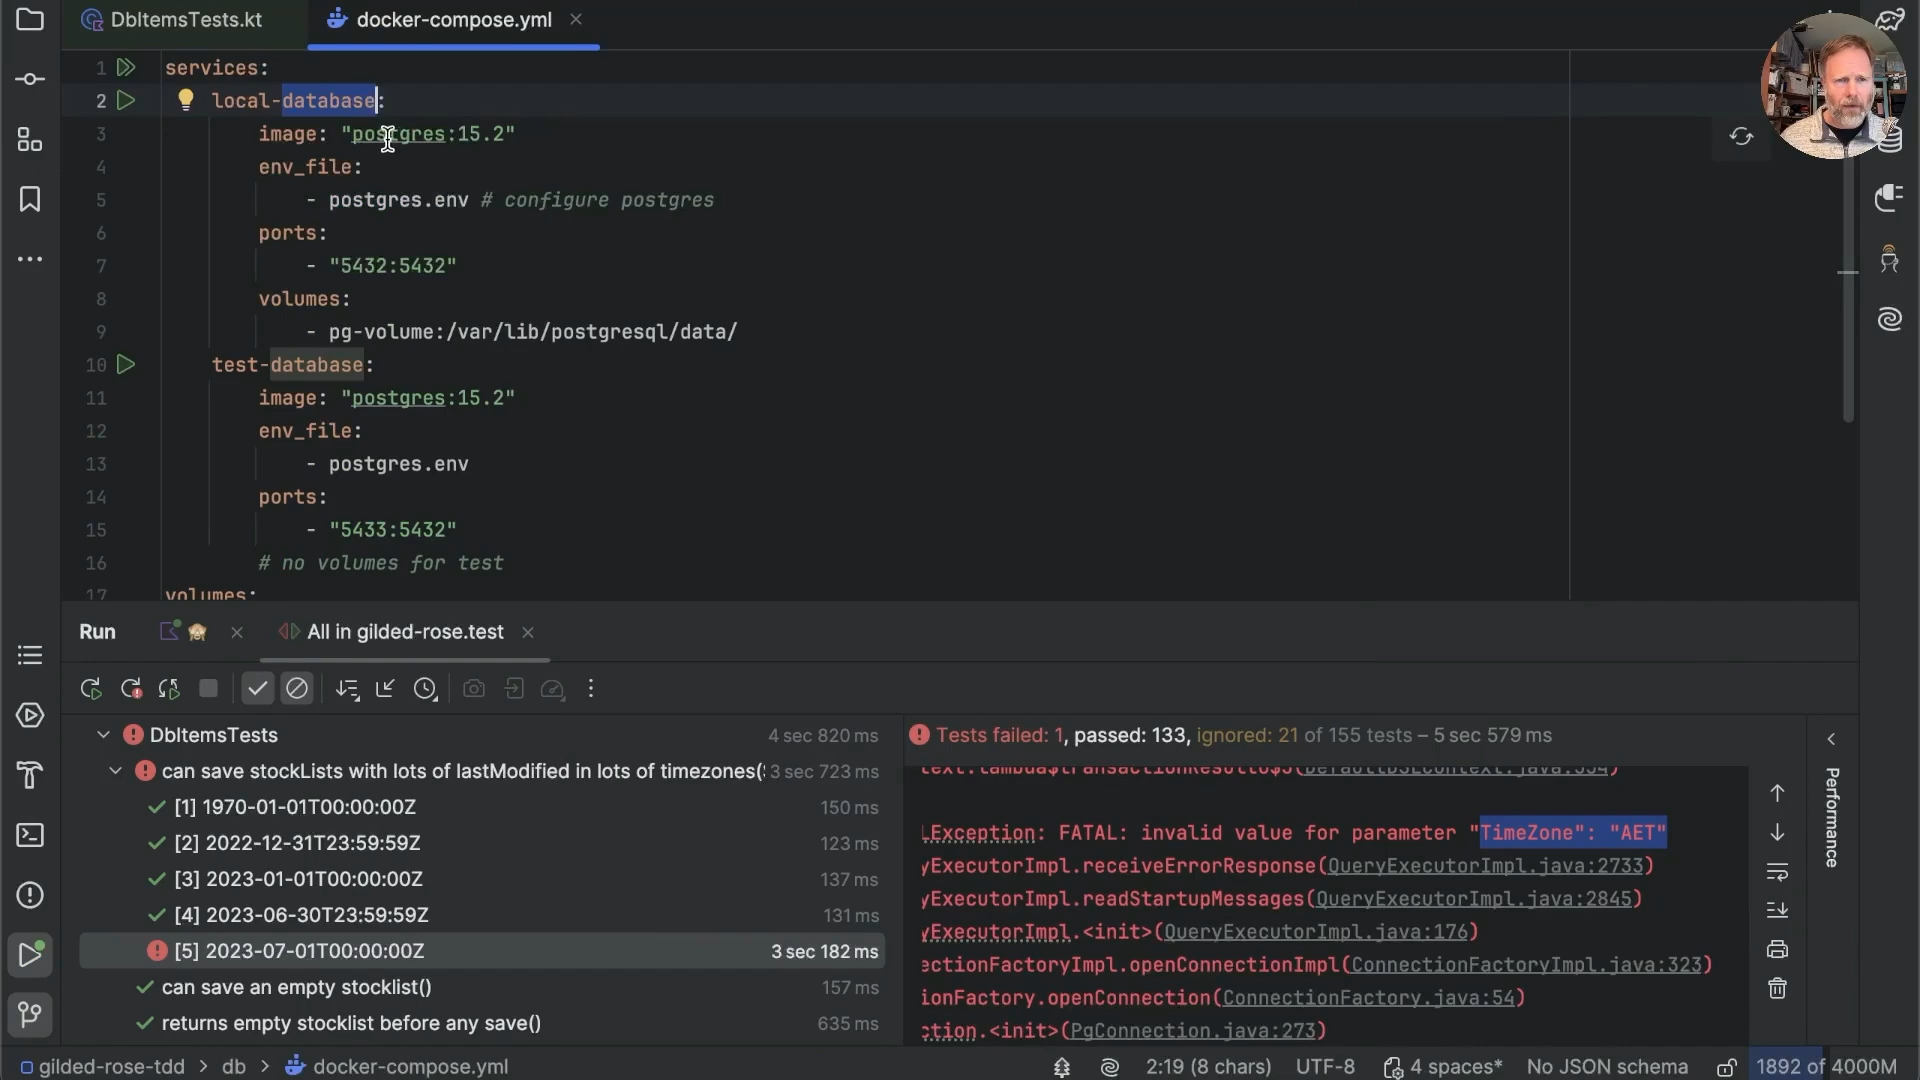 DbItemsTests.kt
docker-compose.yml
1 services:
2 local-database:
3 image: "postgres:15.2"
4 env_file:
5 - postgres.env # configure postgres
6 ports:
7 - "5432:5432"
8 volumes:
9 - pg-volume:/var/lib/postgresql/data/
10 test-database:
11 image: "postgres:15.2"
12 env_file:
13 - postgres.env
14 ports:
15 - "5433:5432"
16 # no volumes for test
17 volumes:
Run
All in gilded-rose.test
DbItemsTests 4 sec 820 ms
can save stockLists with lots of lastModified in lots of timezones( 3 sec 723 ms
[1] 1970-01-01T00:00:00Z 150 ms
[2] 2022-12-31T23:59:59Z 123 ms
[3] 2023-01-01T00:00:00Z 137 ms
[4] 2023-06-30T23:59:59Z 131 ms
[5] 2023-07-01T00:00:00Z 3 sec 182 ms
can save an empty stocklist() 157 ms
returns empty stocklist before any save() 635 ms
Tests failed: 1, passed: 133, ignored: 21 of 155 tests – 5 sec 579 ms
LException: FATAL: invalid value for parameter "TimeZone": "AET"
yExecutorImpl.receiveErrorResponse(QueryExecutorImpl.java:2733)
yExecutorImpl.readStartupMessages(QueryExecutorImpl.java:2845)
yExecutorImpl.<init>(QueryExecutorImpl.java:176)
ectionFactoryImpl.openConnectionImpl(ConnectionFactoryImpl.java:323)
ionFactory.openConnection(ConnectionFactory.java:54)
ction.<init>(PgConnection.java:273)
Performance
gilded-rose-tdd > db > docker-compose.yml
2:19 (8 chars) UTF-8 4 spaces* No JSON schema 1892 of 4000M